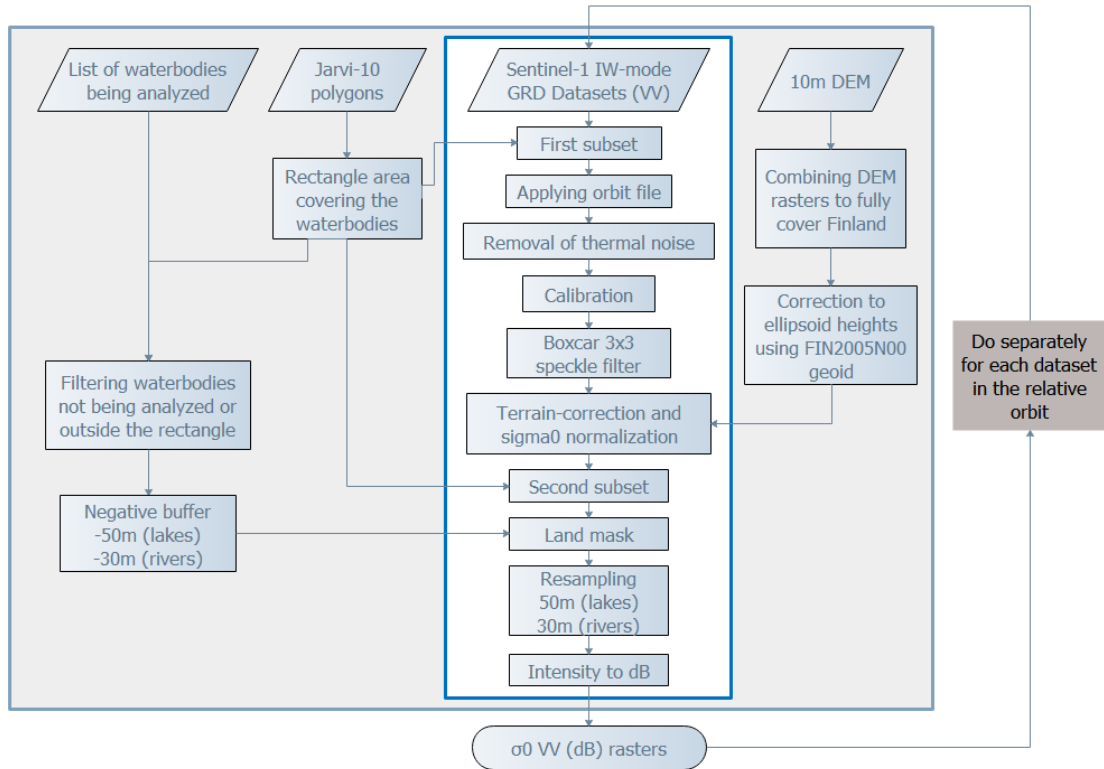 List of waterbodies
being analyzed
Jarvi-10
polygons
Sentinel-1 IW-mode
GRD Datasets (VV)
10m DEM
First subset
Rectangle area
covering the
waterbodies
Applying orbit file
Combining DEM
rasters to fully
cover Finland
Removal of thermal noise
Calibration
Correction to
ellipsoid heights
using FIN2005N00
geoid
Boxcar 3x3
speckle filter
Do separately
for each dataset
in the relative
orbit
Filtering waterbodies
not being analyzed or
outside the rectangle
Terrain-correction and
sigma0 normalization
Second subset
Negative buffer
-50m (lakes)
-30m (rivers)
Land mask
Resampling
50m (lakes)
30m (rivers)
Intensity to dB
σ0 VV (dB) rasters